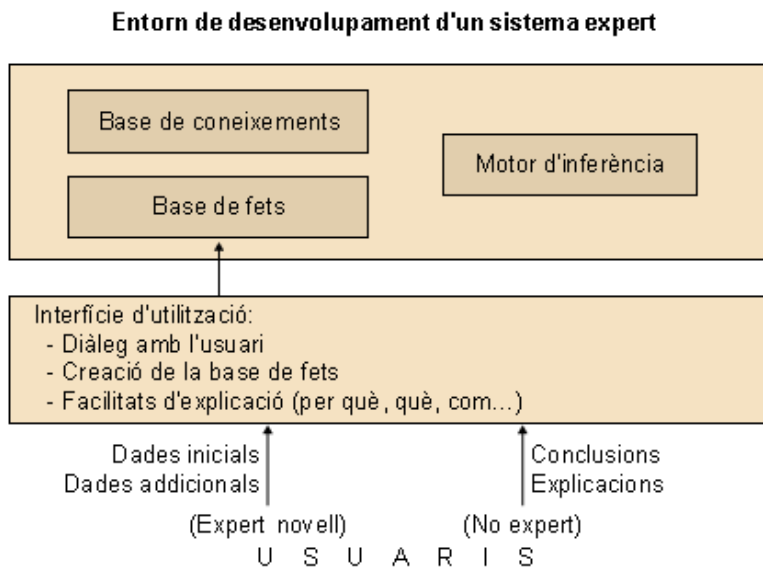 Entorn de desenvolupament d'un sistema expert
Base de coneixements
Motor d'inferència
Base de fets
Interfície d'utilització:
- Diàleg amb l'usuari
- Creació de la base de fets
- Facilitats d'explicació (per què, què, com...)
Dades inicials
Dades addicionals
Conclusions
Explicacions
(Expert novell)
(No expert)
U S U A R I S